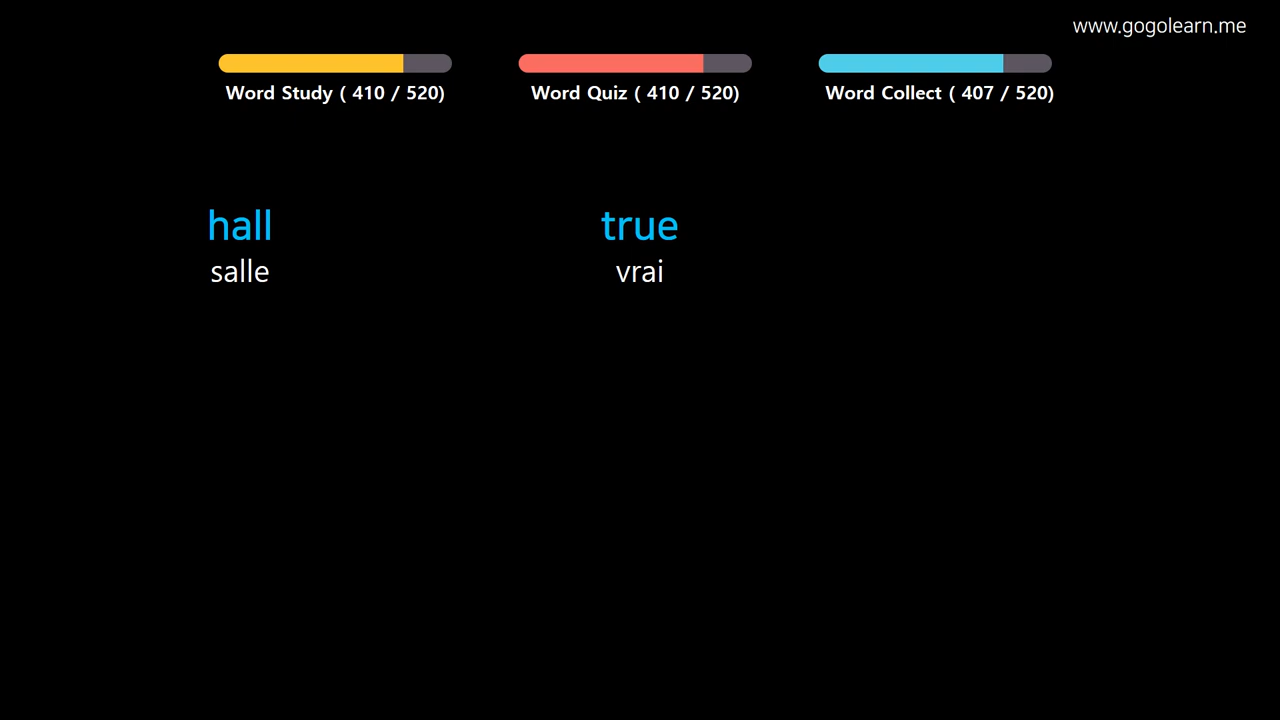 www.gogolearn.me
Word Study ( 410 / 520)
Word Quiz ( 410 / 520)
Word Collect ( 407 / 520)
hall
salle
true
vrai